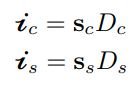 𝒊_c = s_c D_c
𝒊_s = s_s D_s